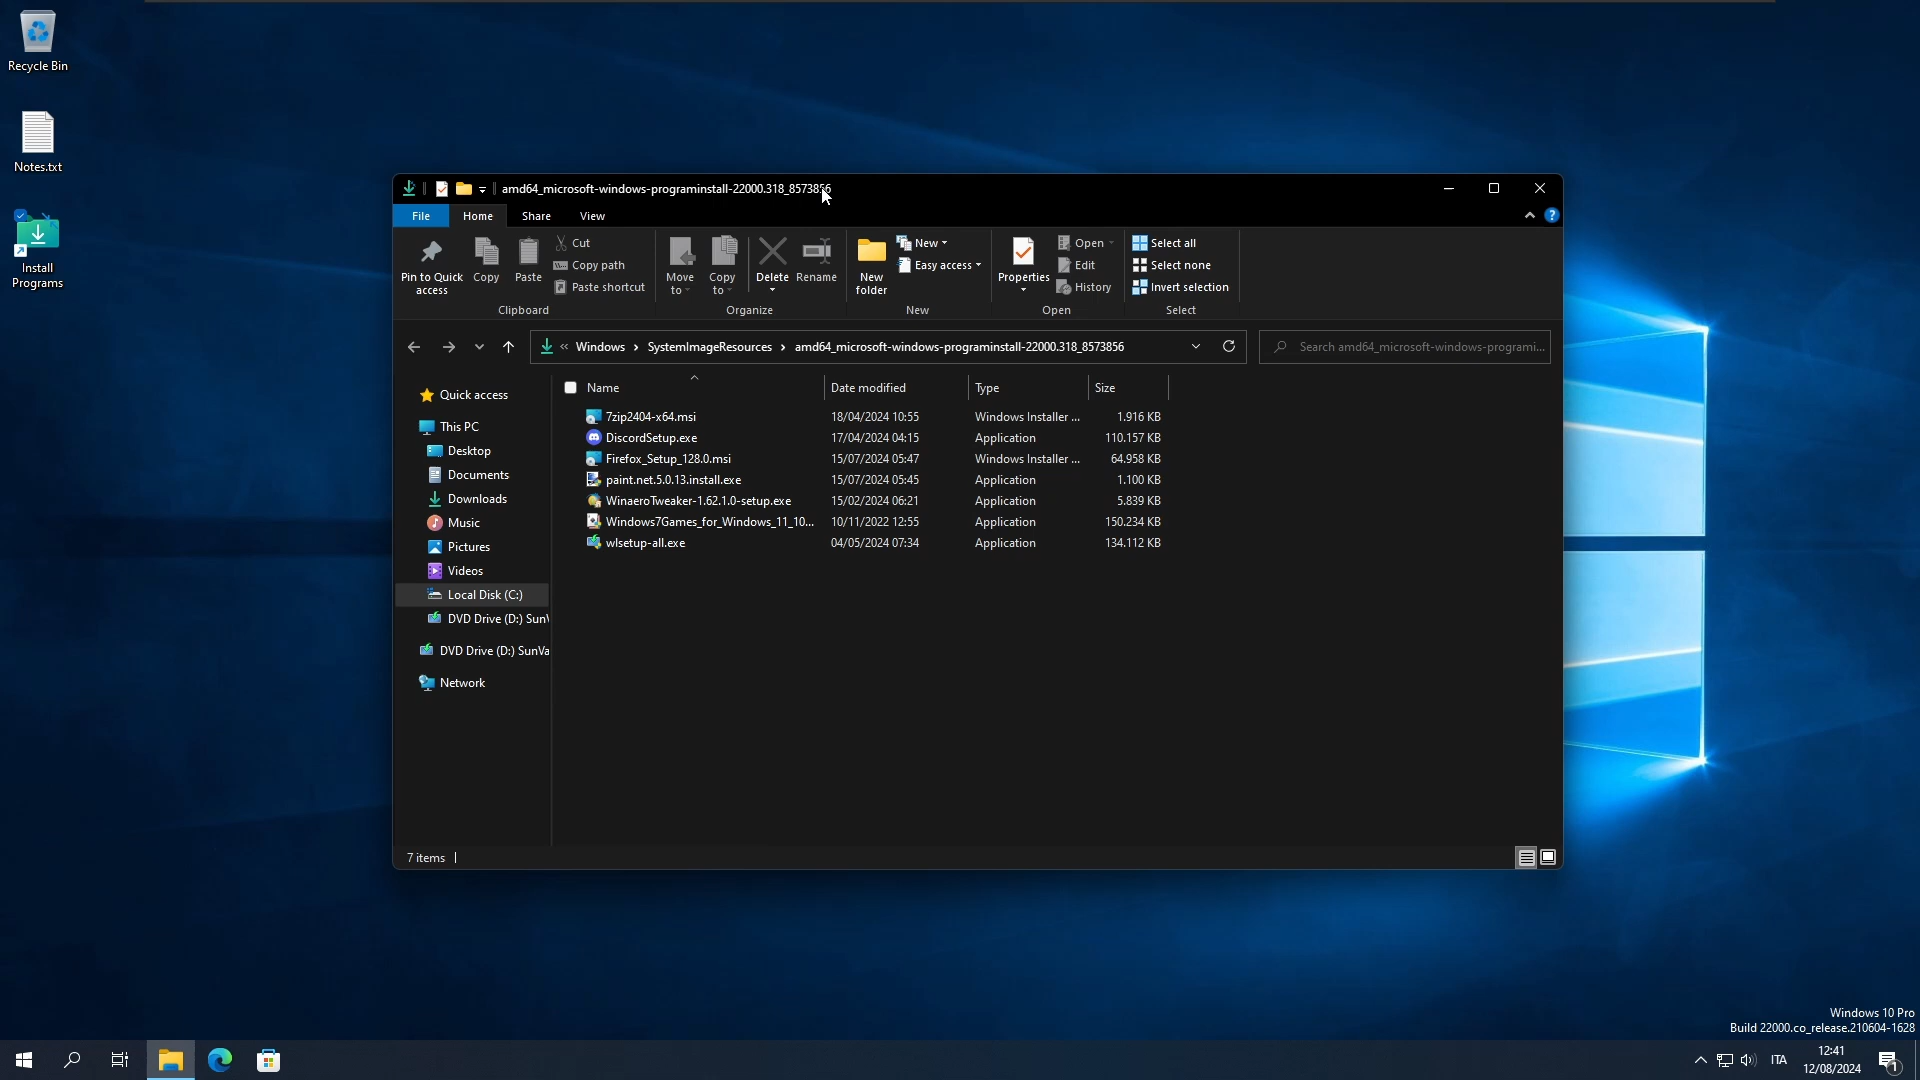 Recycle Bin
Notes.txt
Install
Programs
amd64_microsoft-windows-programinstall-22000.318_8573856
File
Home
Share
View
Pin to Quick
access
Copy
Paste
Cut
Copy path
Paste shortcut
Clipboard
Move
to
Copy
to
Delete
Rename
Organize
New
folder
New
Easy access
New
Properties
Open
Edit
History
Open
Select all
Select none
Invert selection
Select
« Windows › SystemImageResources › amd64_microsoft-windows-programinstall-22000.318_8573856
Search amd64_microsoft-windows-programi...
Quick access
This PC
Desktop
Documents
Downloads
Music
Pictures
Videos
Local Disk (C:)
DVD Drive (D:) SunV
DVD Drive (D:) SunVa
Network
Name Date modified Type Size
7zip2404-x64.msi 18/04/2024 10:55 Windows Installer ... 1.916 KB
DiscordSetup.exe 17/04/2024 04:15 Application 110.157 KB
Firefox_Setup_128.0.msi 15/07/2024 05:47 Windows Installer ... 64.958 KB
paint.net.5.0.13.install.exe 15/07/2024 05:45 Application 1.100 KB
WinaeroTweaker-1.62.1.0-setup.exe 15/02/2024 06:21 Application 5.839 KB
Windows7Games_for_Windows_11_10... 10/11/2022 12:55 Application 150.234 KB
wlsetup-all.exe 04/05/2024 07:34 Application 134.112 KB
7 items
Windows 10 Pro
Build 22000.co_release.210604-1628
ITA
12:41
12/08/2024
1